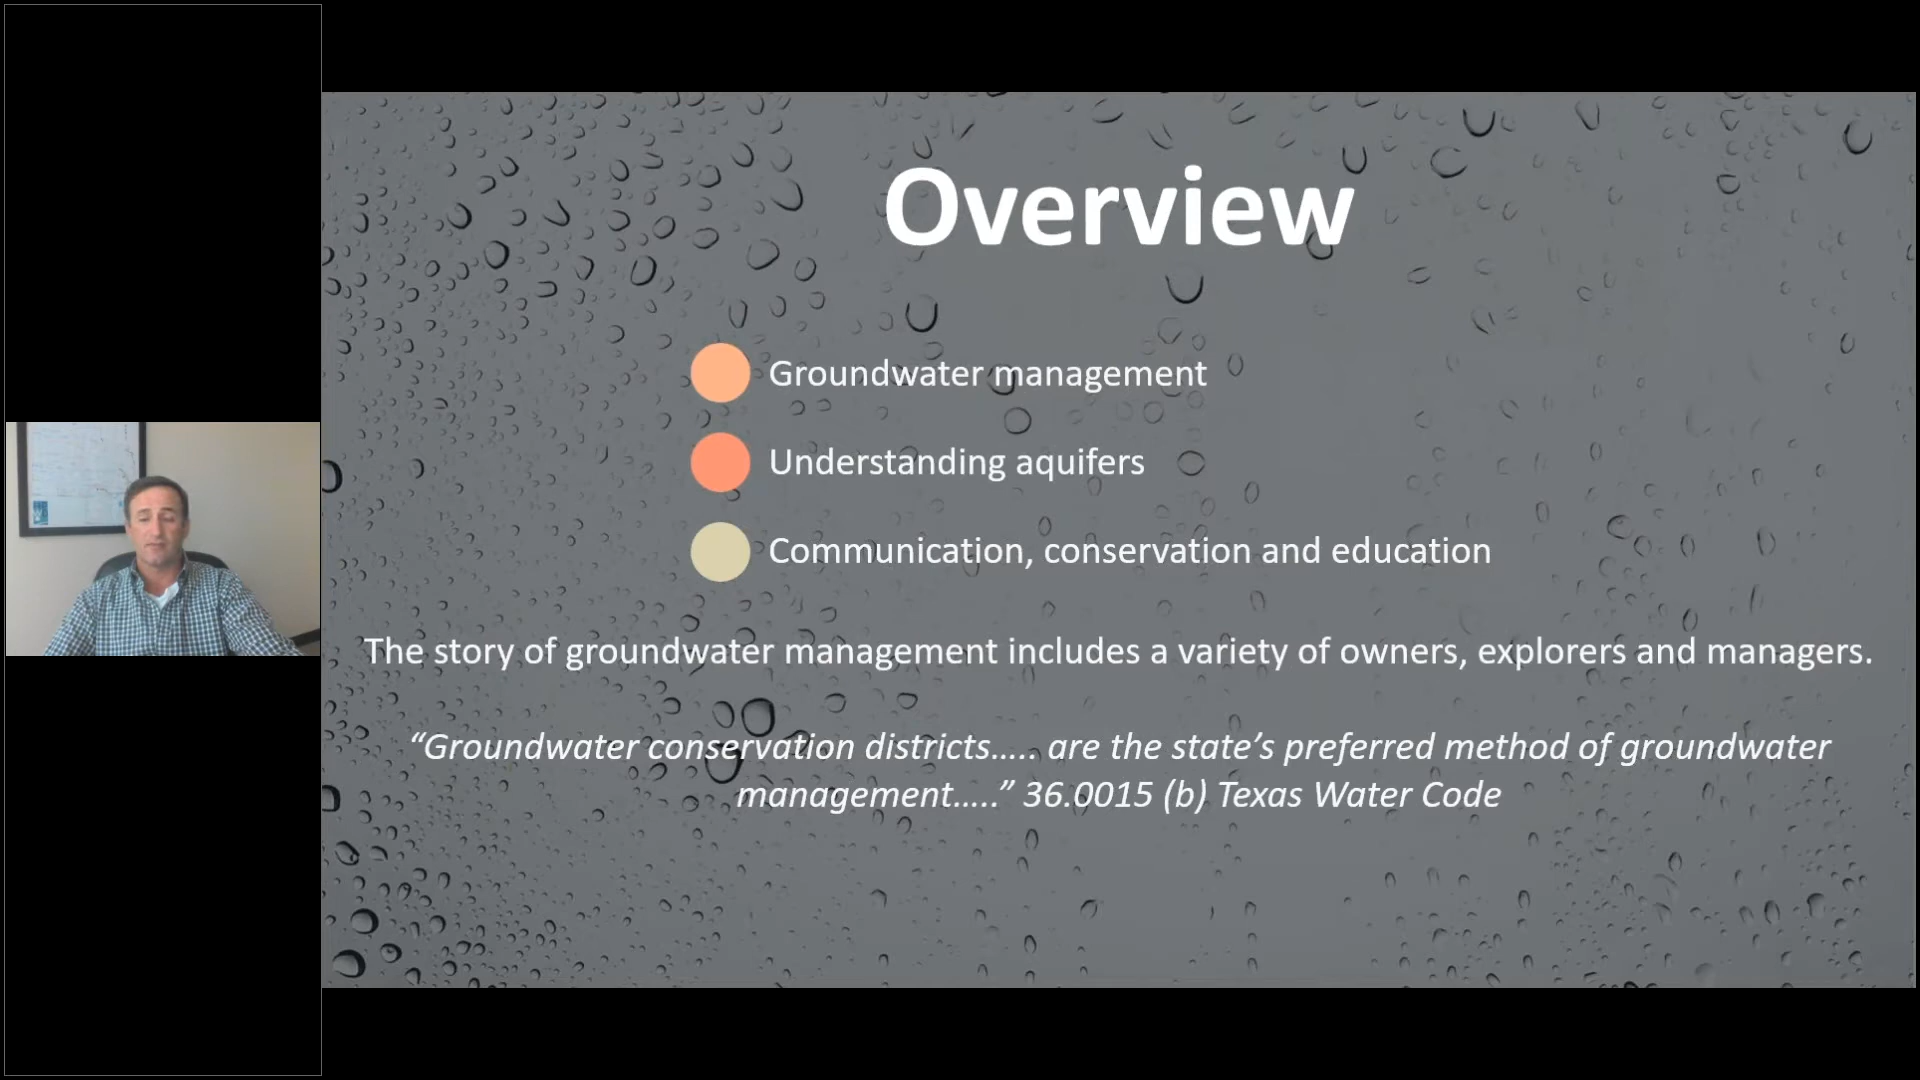 Overview
Groundwater management
Understanding aquifers
Communication, conservation and education
The story of groundwater management includes a variety of owners, explorers and managers.
“Groundwater conservation districts..... are the state’s preferred method of groundwater
management.....” 36.0015 (b) Texas Water Code